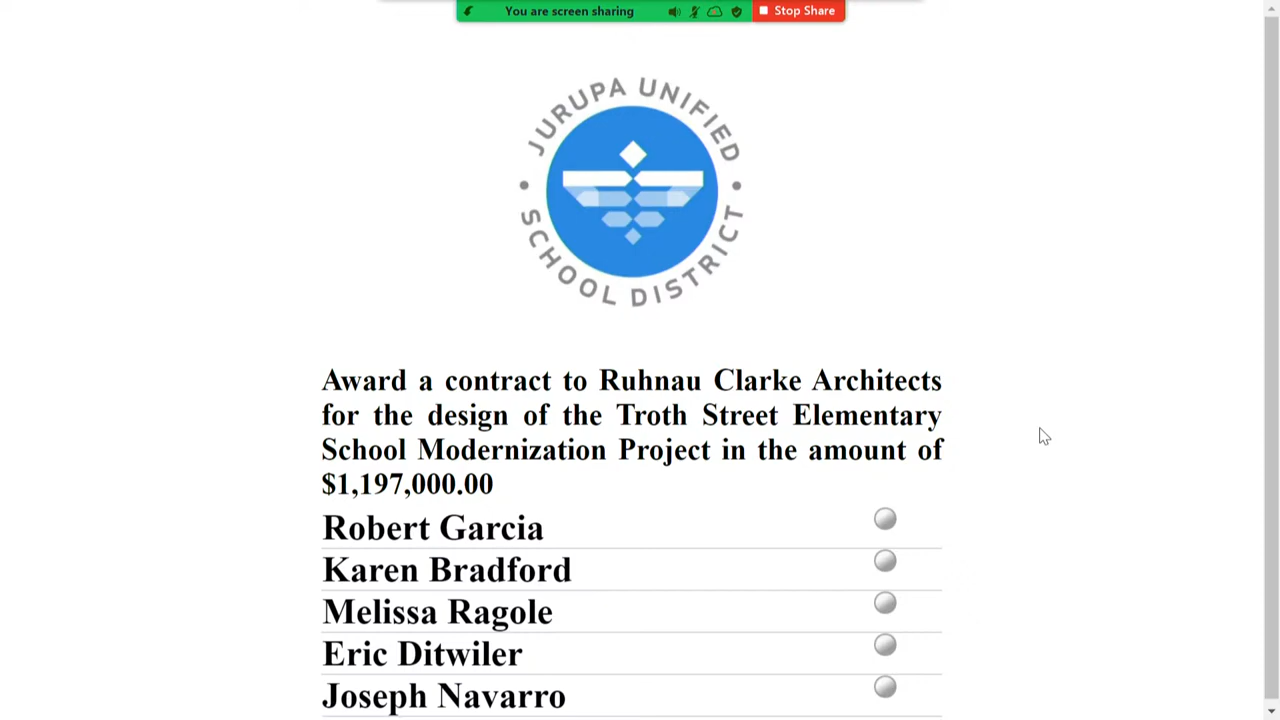 You are screen sharing
Stop Share
JURUPA UNIFIED
SCHOOL DISTRICT
Award a contract to Ruhnau Clarke Architects
for the design of the Troth Street Elementary
School Modernization Project in the amount of
$1,197,000.00
Robert Garcia
Karen Bradford
Melissa Ragole
Eric Ditwiler
Joseph Navarro